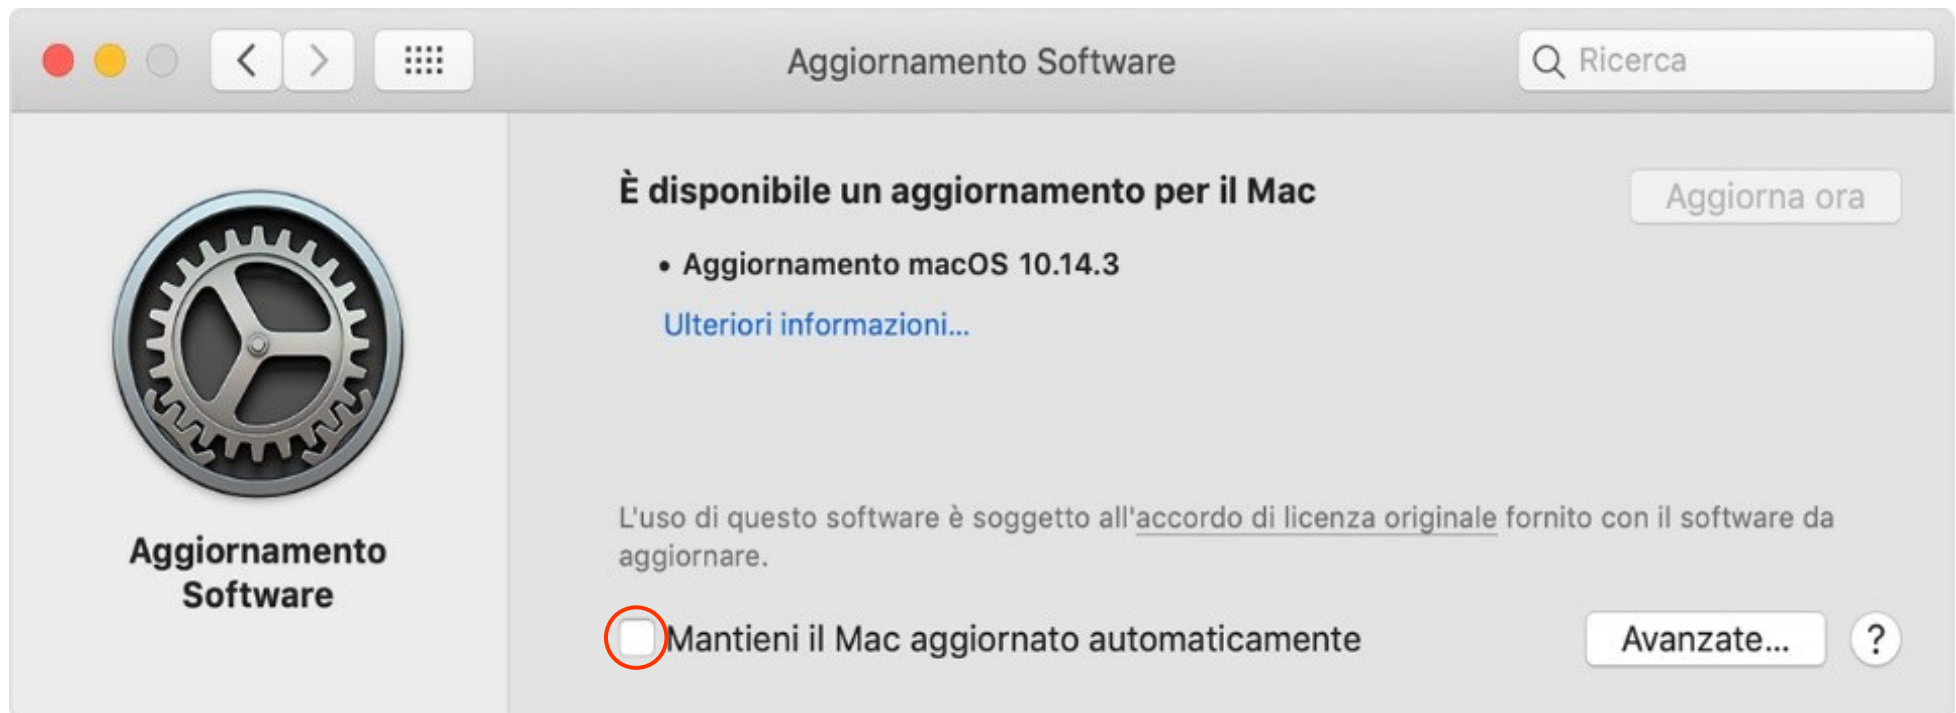 Aggiornamento Software
Ricerca
È disponibile un aggiornamento per il Mac
Aggiorna ora
• Aggiornamento macOS 10.14.3
Ulteriori informazioni...
L'uso di questo software è soggetto all'accordo di licenza originale fornito con il software da
aggiornare.
Aggiornamento
Software
Mantieni il Mac aggiornato automaticamente
Avanzate...
?